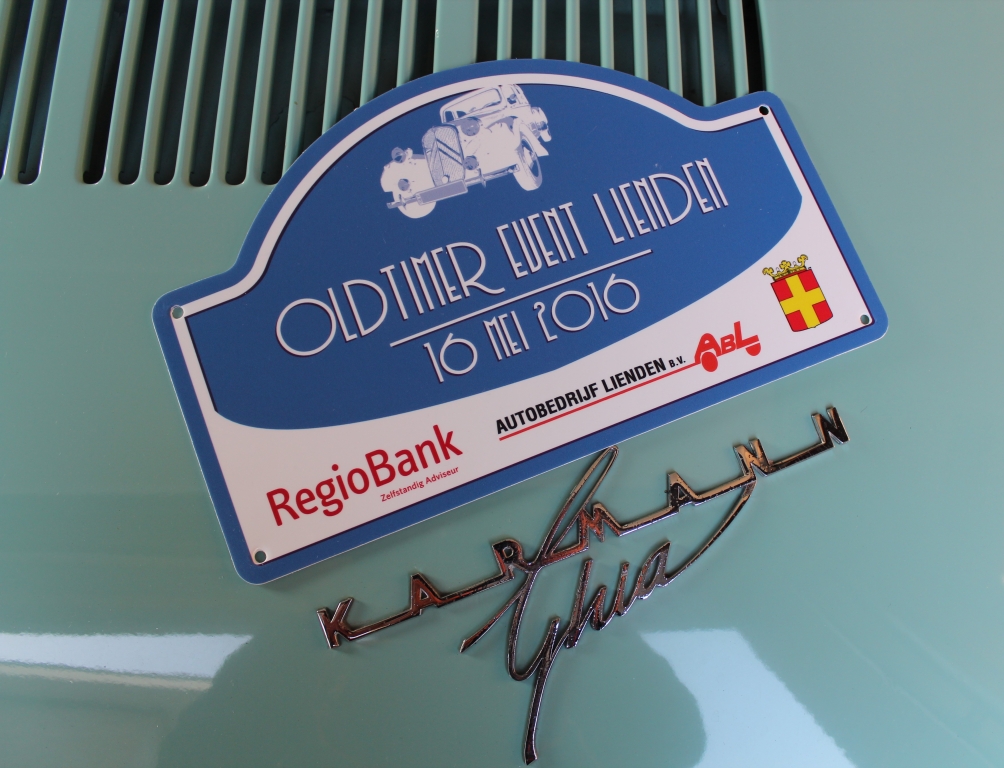 OLDTIMER EVENT LIENDEN
16 MEI 2016
AUTOBEDRIJF LIENDEN B.V.
ABL
RegioBank
Zelfstandig Adviseur
KARMANN
Ghia